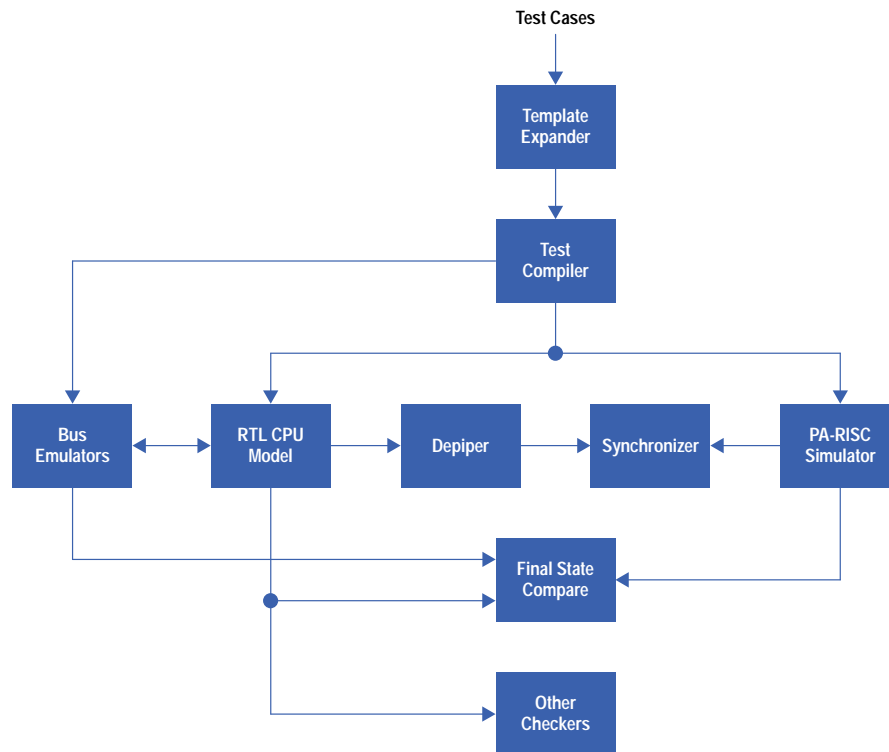 Test Cases
Template
Expander
Test
Compiler
Bus
Emulators
RTL CPU
Model
Depiper
Synchronizer
PA-RISC
Simulator
Final State
Compare
Other
Checkers